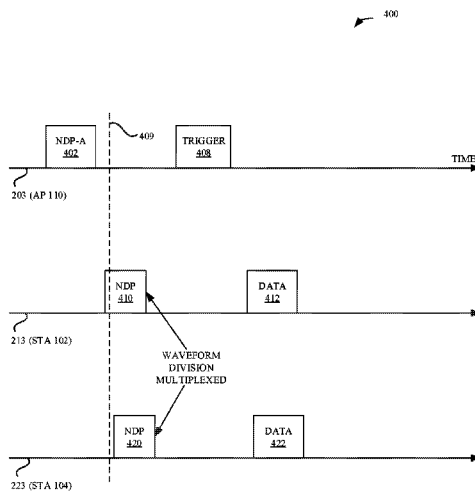 400
NDP-A
402
409
TRIGGER
408
TIME
203 (AP 110)
NDP
410
DATA
412
213 (STA 102)
WAVEFORM
DIVISION
MULTIPLEXED
NDP
420
DATA
422
223 (STA 104)